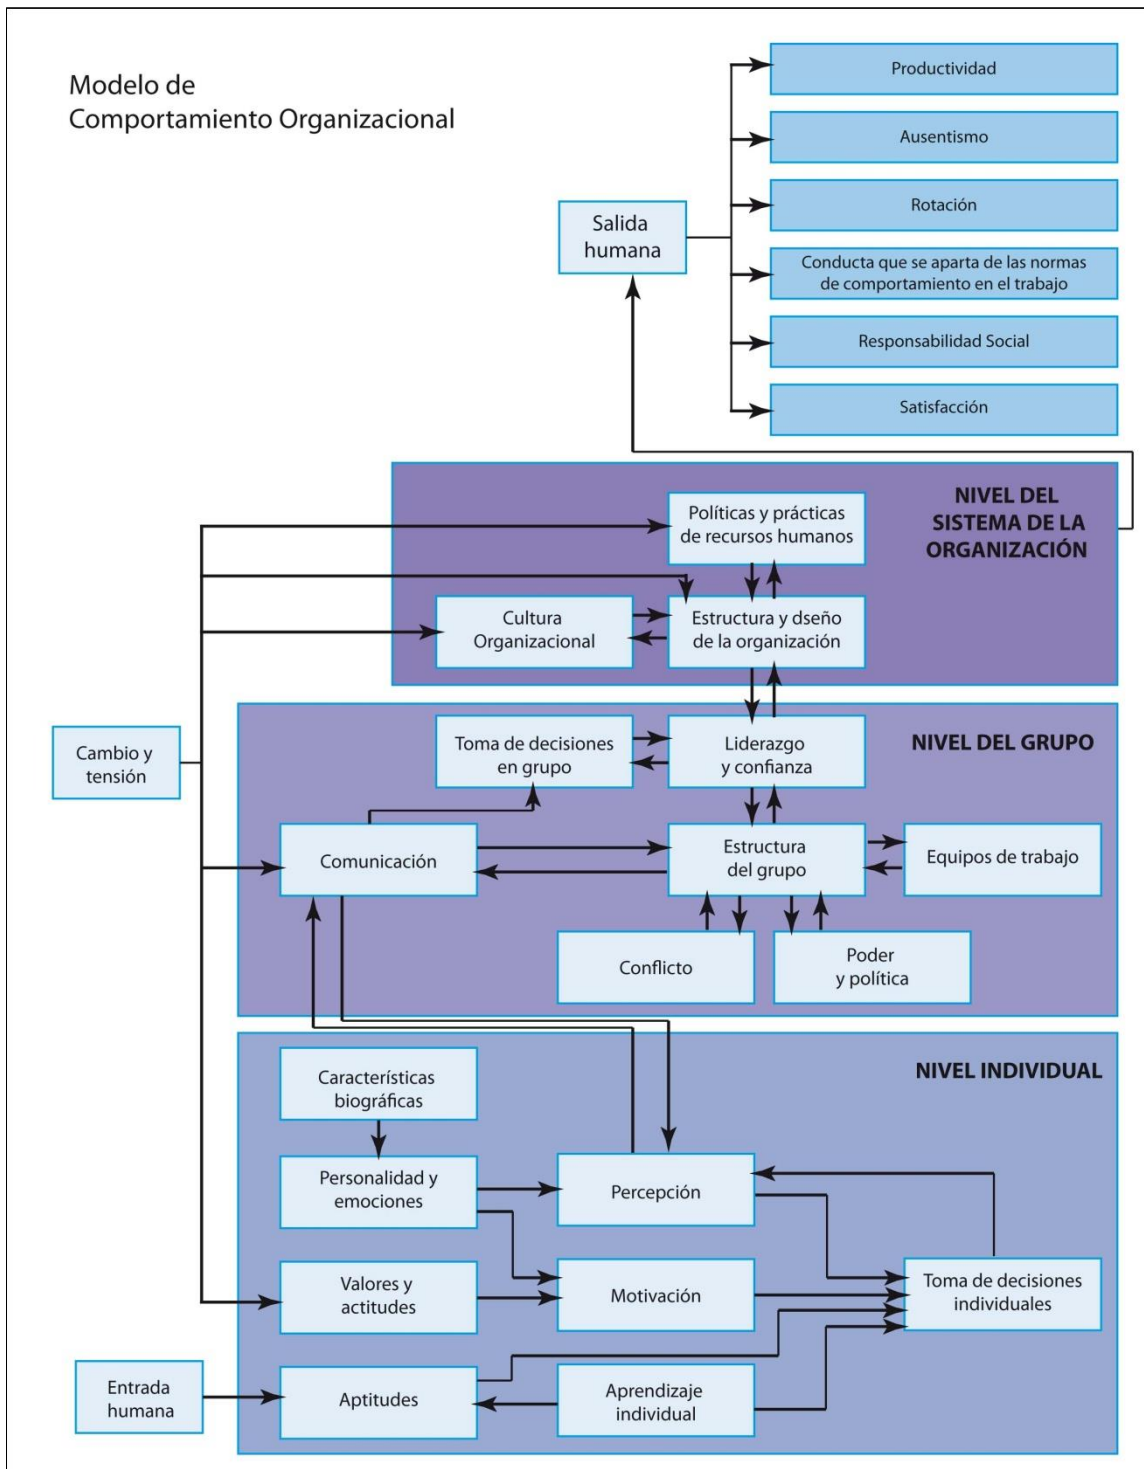 Modelo de
Comportamiento Organizacional
Productividad
Ausentismo
Rotación
Salida
humana
Conducta que se aparta de las normas
de comportamiento en el trabajo
Responsabilidad Social
Satisfacción
NIVEL DEL
SISTEMA DE LA
ORGANIZACIÓN
Políticas y prácticas
de recursos humanos
Cultura
Organizacional
Estructura y dseño
de la organización
Cambio y
tensión
NIVEL DEL GRUPO
Toma de decisiones
en grupo
Liderazgo
y confianza
Comunicación
Estructura
del grupo
Equipos de trabajo
Conflicto
Poder
y política
NIVEL INDIVIDUAL
Características
biográficas
Personalidad y
emociones
Percepción
Valores y
actitudes
Motivación
Toma de decisiones
individuales
Entrada
humana
Aptitudes
Aprendizaje
individual